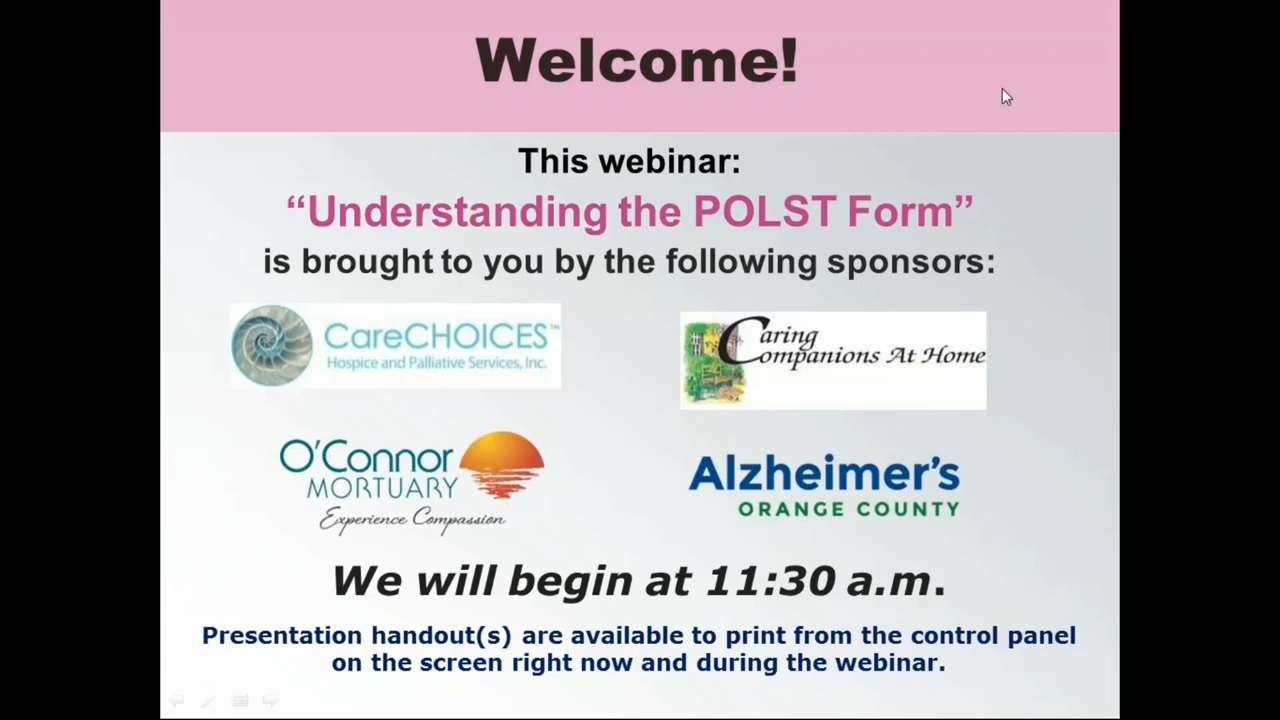 Welcome!
This webinar:
“Understanding the POLST Form”
is brought to you by the following sponsors:
CareCHOICES™
Hospice and Palliative Services, Inc.
Caring
Companions At Home
O’Connor
MORTUARY
Experience Compassion
Alzheimer’s
ORANGE COUNTY
We will begin at 11:30 a.m.
Presentation handout(s) are available to print from the control panel
on the screen right now and during the webinar.